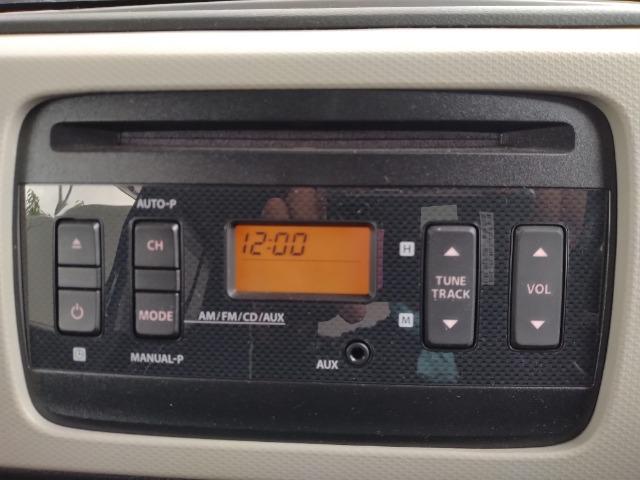 AUTO-P
CH
MODE
MANUAL-P
12:00
AM/FM/CD/AUX
AUX
H
M
TUNE
TRACK
VOL